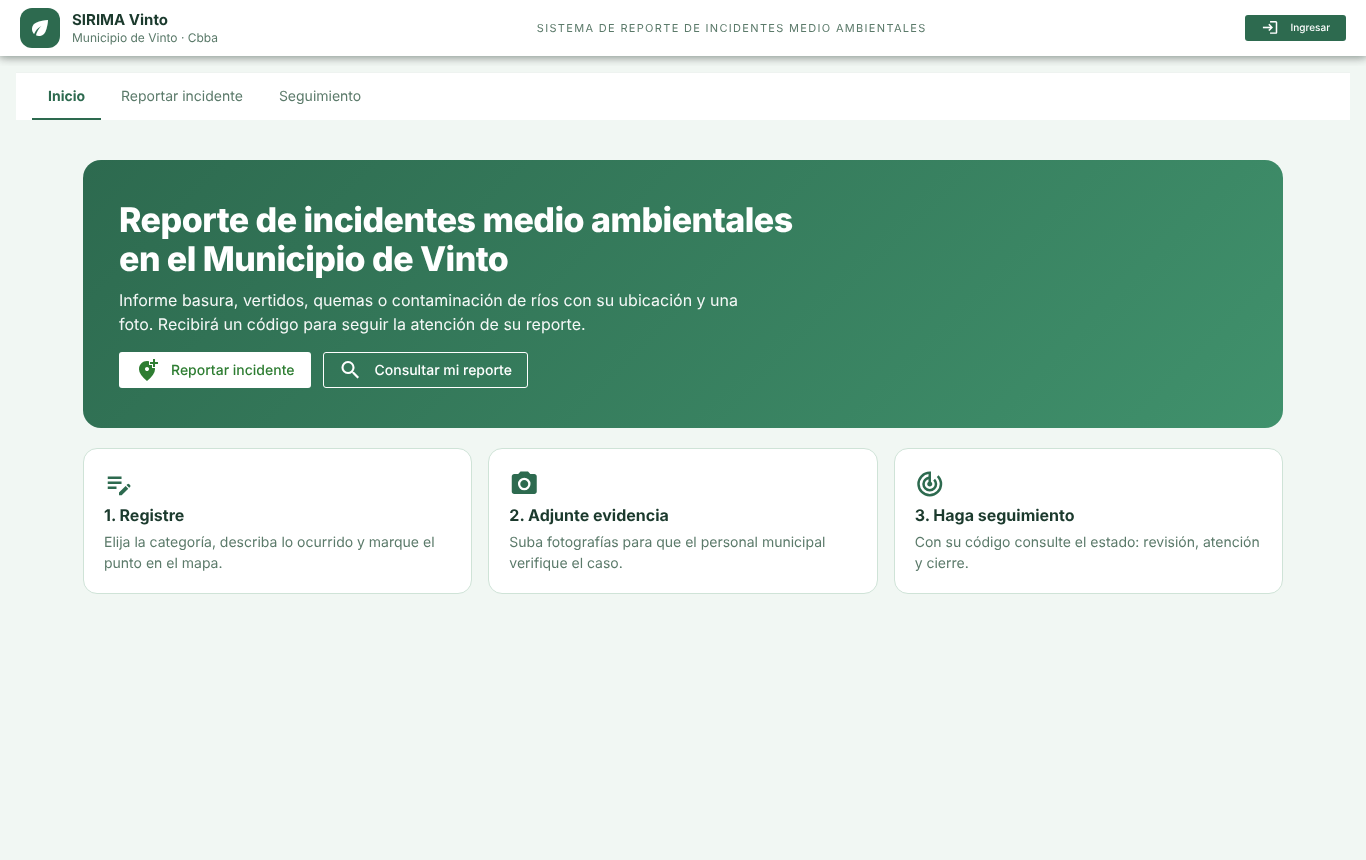 SIRIMA Vinto
Municipio de Vinto · Cbba
SISTEMA DE REPORTE DE INCIDENTES MEDIO AMBIENTALES
Ingresar
Inicio
Reportar incidente
Seguimiento
Reporte de incidentes medio ambientales
en el Municipio de Vinto
Informe basura, vertidos, quemas o contaminación de ríos con su ubicación y una
foto. Recibirá un código para seguir la atención de su reporte.
Reportar incidente
Consultar mi reporte
1. Registre
Elija la categoría, describa lo ocurrido y marque el
punto en el mapa.
2. Adjunte evidencia
Suba fotografías para que el personal municipal
verifique el caso.
3. Haga seguimiento
Con su código consulte el estado: revisión, atención
y cierre.